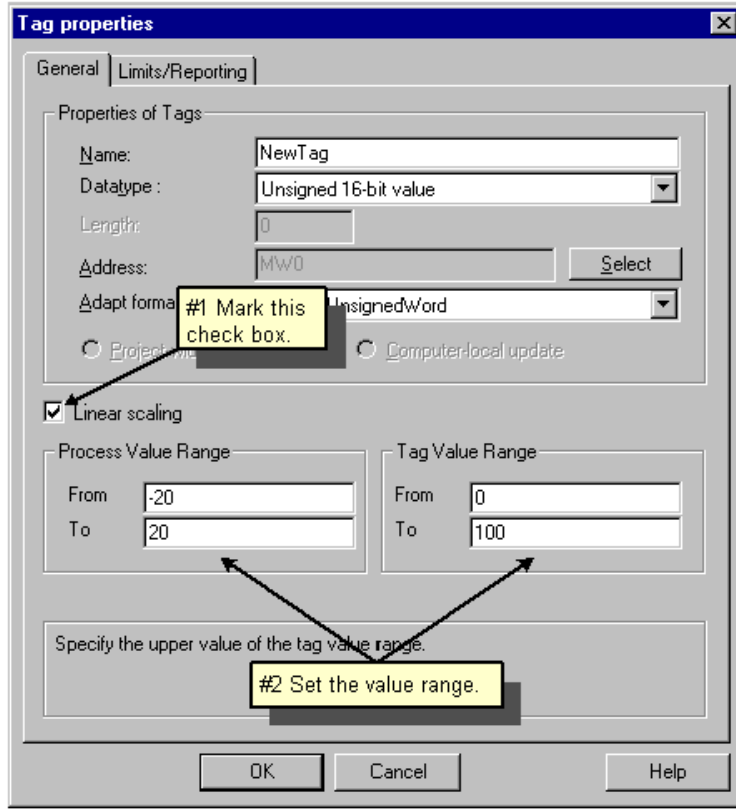 Tag properties
General
Limits/Reporting
Properties of Tags
Name: NewTag
Datatype : Unsigned 16-bit value
Length: 0
Address: MW0 Select
Adapt forma UnsignedWord
#1 Mark this
check box.
Computer-local update
Linear scaling
Process Value Range
From -20
To 20
Tag Value Range
From 0
To 100
Specify the upper value of the tag value range.
#2 Set the value range.
OK Cancel Help